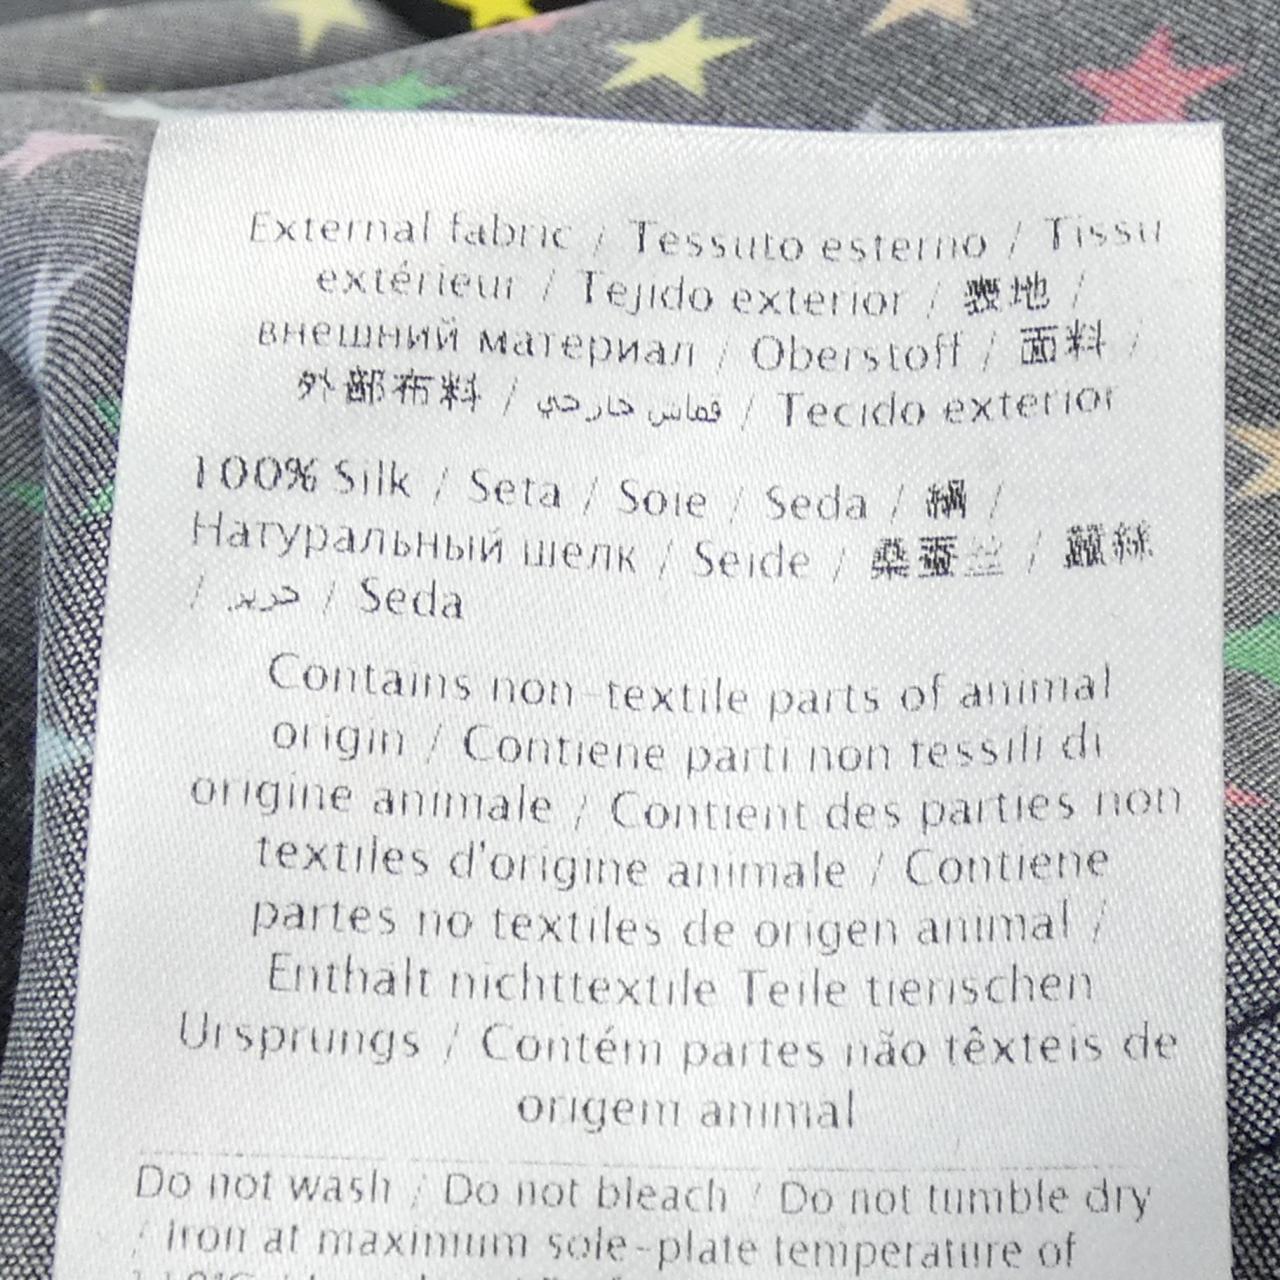 External fabric / Tessuto esterno / Tissu
extérieur / Tejido exterior / 表地 /
внешний материал / Oberstoff / 面料 /
外部布料 / قماش خارجي / Tecido exterior
100% Silk / Seta / Soie / Seda / 絹 /
Натуральный шелк / Seide / 桑蚕丝 / 蠶絲
/ حرير / Seda
Contains non-textile parts of animal
origin / Contiene parti non tessili di
origine animale / Contient des parties non
textiles d'origine animale / Contiene
partes no textiles de origen animal /
Enthält nichttextile Teile tierischen
Ursprungs / Contém partes não têxteis de
origem animal
Do not wash / Do not bleach / Do not tumble dry
/ Iron at maximum sole-plate temperature of